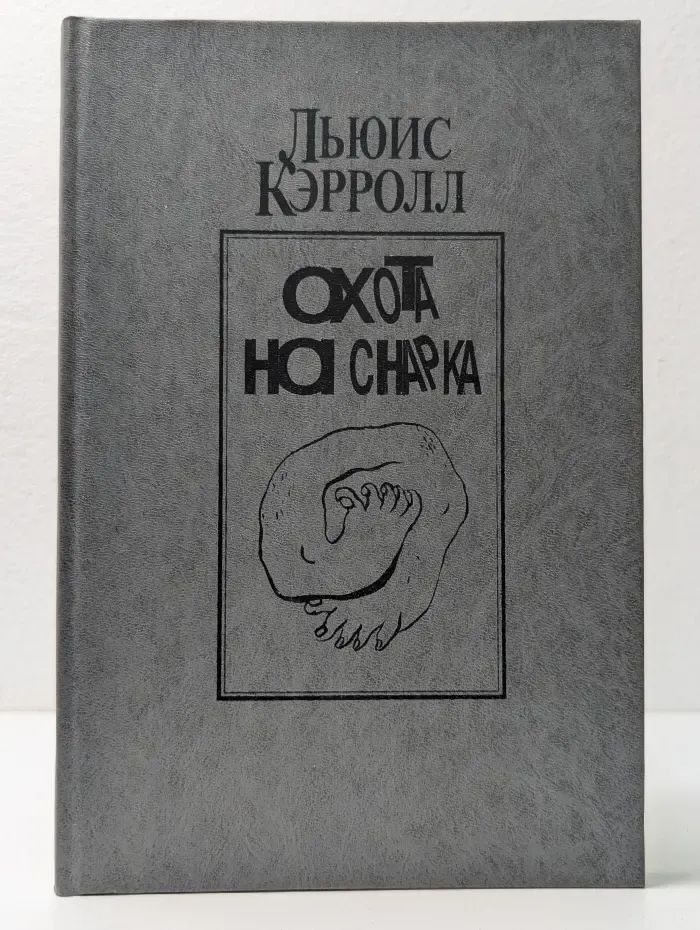 Льюис
Кэрролл
Охота
на Снарка